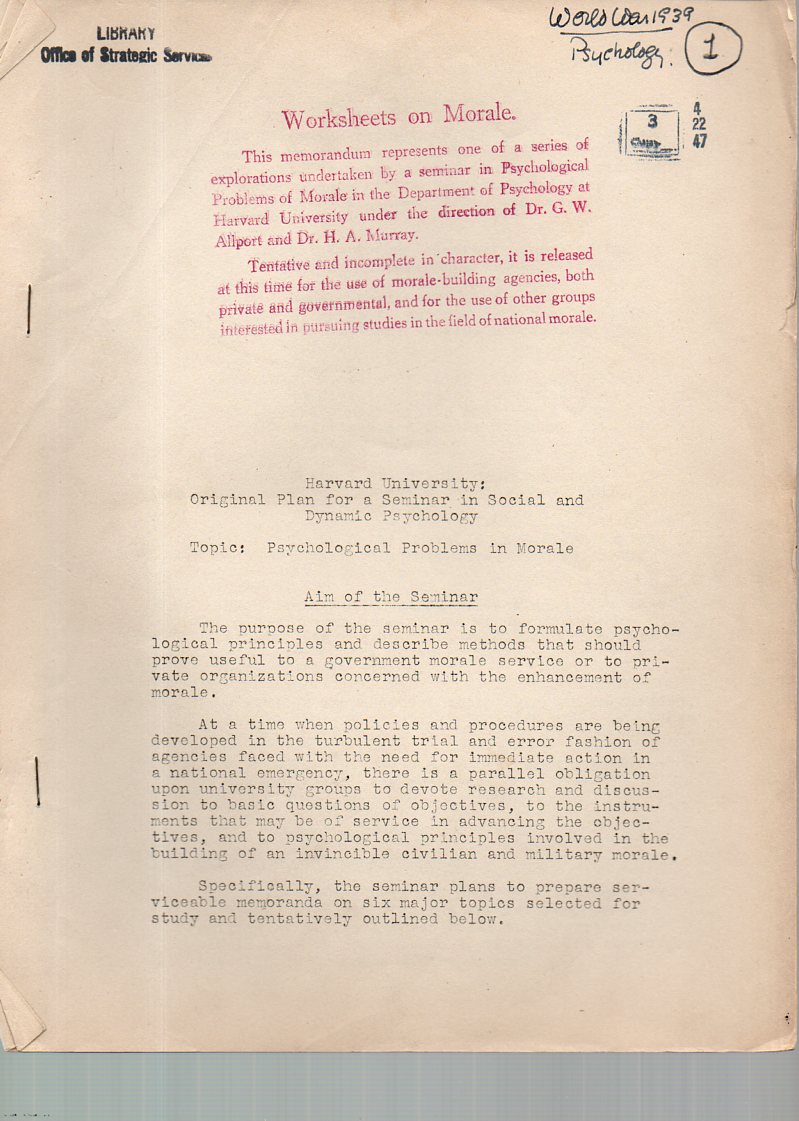 LIBRARY
Office of Strategic Services
World War 1939
Psychology.
1
3
COPY
4
22
47
Worksheets on Morale.
This memorandum represents one of a series of
explorations undertaken by a seminar in Psychological
Problems of Morale in the Department of Psychology at
Harvard University under the direction of Dr. G. W.
Allport and Dr. H. A. Murray.
Tentative and incomplete in character, it is released
at this time for the use of morale-building agencies, both
private and governmental, and for the use of other groups
interested in pursuing studies in the field of national morale.
Harvard University:
Original Plan for a Seminar in Social and
Dynamic Psychology
Topic: Psychological Problems in Morale
Aim of the Seminar
The purpose of the seminar is to formulate psycho-
logical principles and describe methods that should
prove useful to a government morale service or to pri-
vate organizations concerned with the enhancement of
morale.
At a time when policies and procedures are being
developed in the turbulent trial and error fashion of
agencies faced with the need for immediate action in
a national emergency, there is a parallel obligation
upon university groups to devote research and discus-
sion to basic questions of objectives, to the instru-
ments that may be of service in advancing the objec-
tives, and to psychological principles involved in the
building of an invincible civilian and military morale.
Specifically, the seminar plans to prepare ser-
viceable memoranda on six major topics selected for
study and tentatively outlined below.